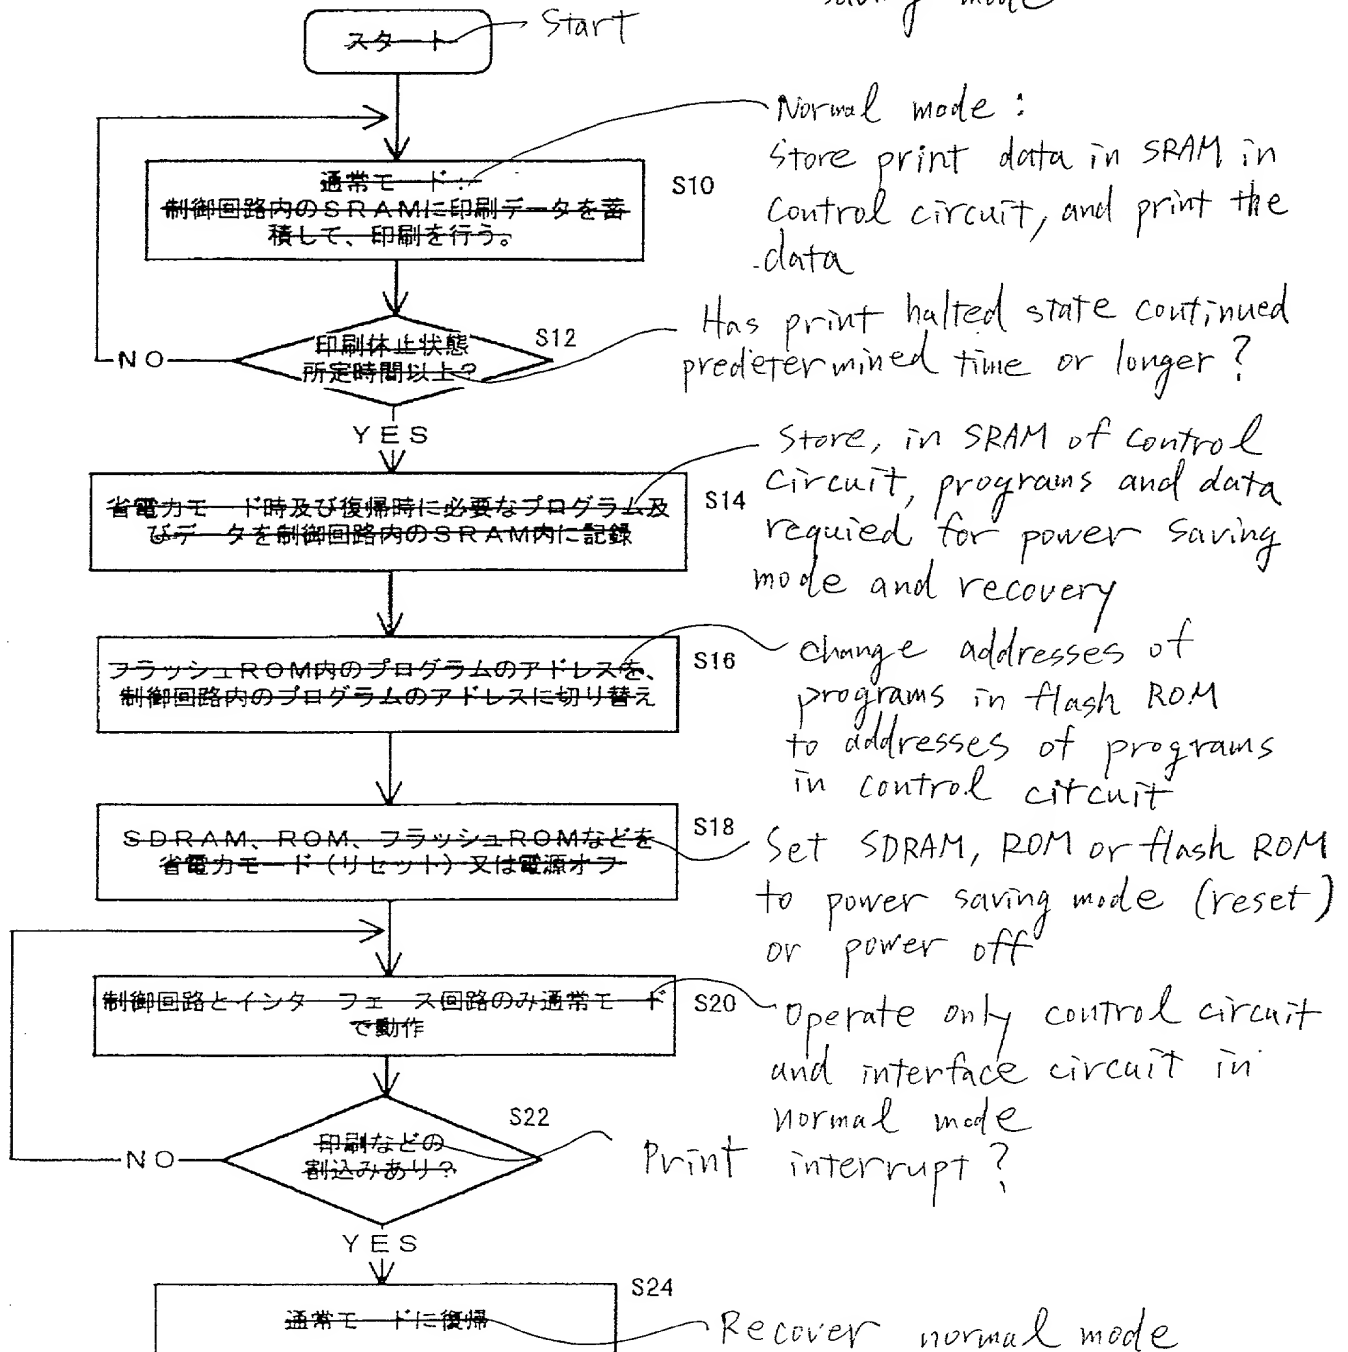 saving mode
スタート
Start
通常モード:
制御回路内のSRAMに印刷データを蓄
積して、印刷を行う。
S10
Normal mode :
Store print data in SRAM in
Control circuit, and print the
data
印刷休止状態
所定時間以上?
S12
NO
YES
Has print halted state continued
predetermined time or longer ?
省電力モード時及び復帰時に必要なプログラム及
びデータを制御回路内のSRAM内に記録
S14
Store, in SRAM of Control
Circuit, programs and data
requied for power saving
mode and recovery
フラッシュROM内のプログラムのアドレスを、
制御回路内のプログラムのアドレスに切り替え
S16
change addresses of
programs in flash ROM
to addresses of programs
in control citcuit
SDRAM、ROM、フラッシュROMなどを
省電力モード(リセット)又は電源オフ
S18
Set SDRAM, ROM or flash ROM
to power saving mode (reset)
or power off
制御回路とインターフェース回路のみ通常モード
で動作
S20
Operate only control circuit
and interface circuit in
normal mode
印刷などの
割込みあり?
S22
NO
YES
Print interrupt ?
通常モードに復帰
S24
Recover normal mode